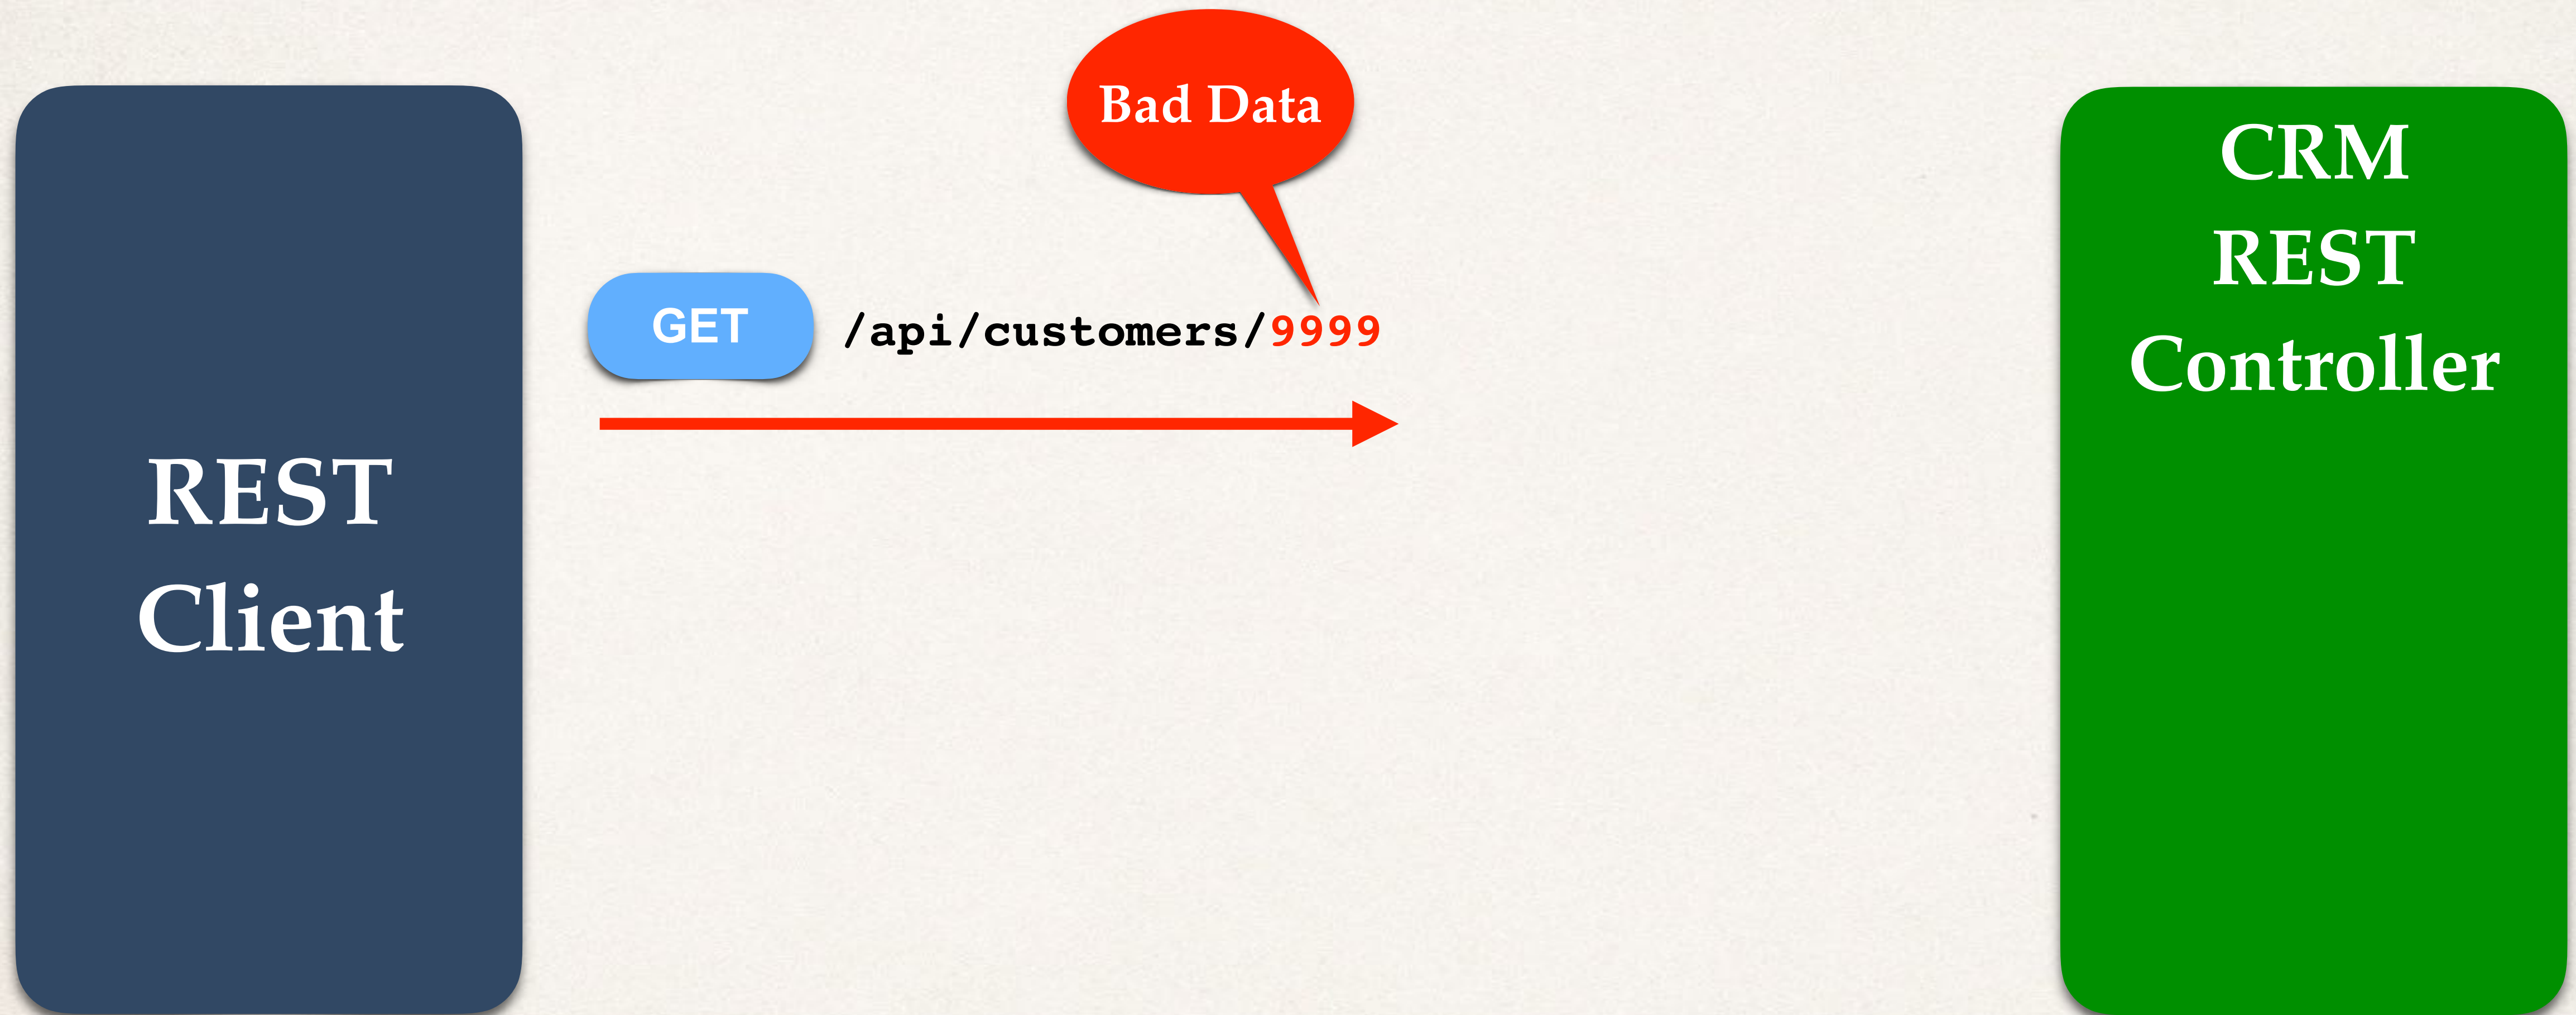 Bad Data
CRM
REST
Controller
GET /api/customers/9999
REST
Client